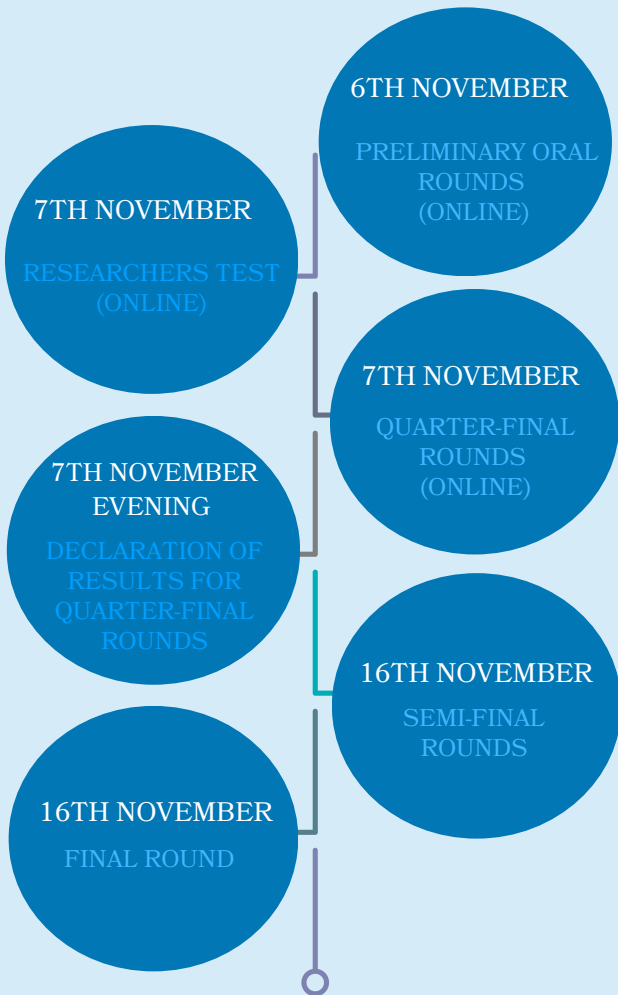 6TH NOVEMBER
PRELIMINARY ORAL
ROUNDS
(ONLINE)
7TH NOVEMBER
RESEARCHERS TEST
(ONLINE)
7TH NOVEMBER
QUARTER-FINAL
ROUNDS
(ONLINE)
7TH NOVEMBER
EVENING
DECLARATION OF
RESULTS FOR
QUARTER-FINAL
ROUNDS
16TH NOVEMBER
SEMI-FINAL
ROUNDS
16TH NOVEMBER
FINAL ROUND